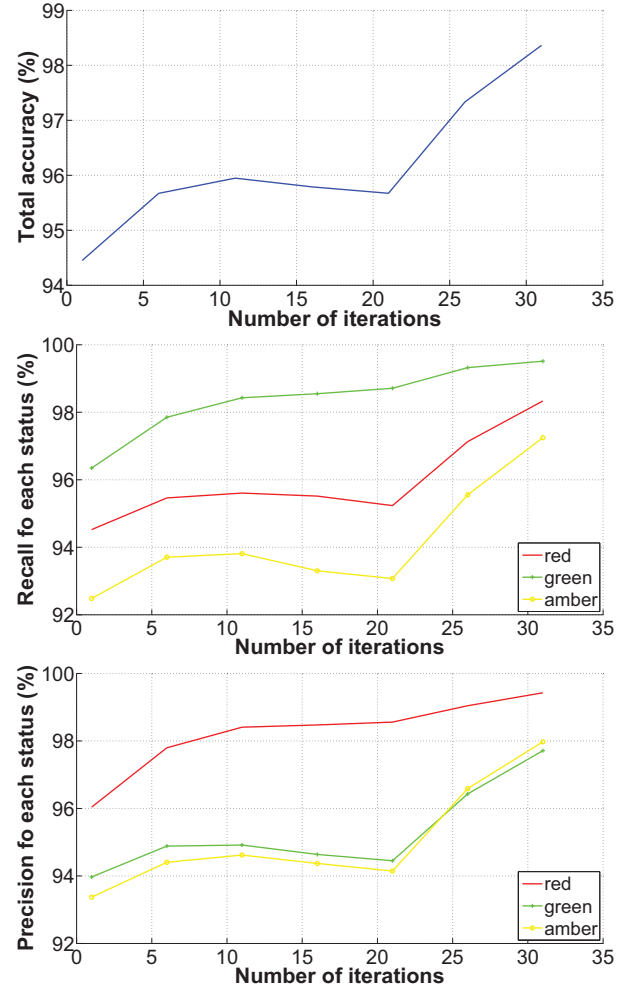 99
98
97
96
95
94
Total accuracy (%)
0 5 10 15 20 25 30 35
Number of iterations
100
98
96
94
92
Recall fo each status (%)
red
green
amber
0 5 10 15 20 25 30 35
Number of iterations
100
98
96
94
92
Precision fo each status (%)
red
green
amber
0 5 10 15 20 25 30 35
Number of iterations